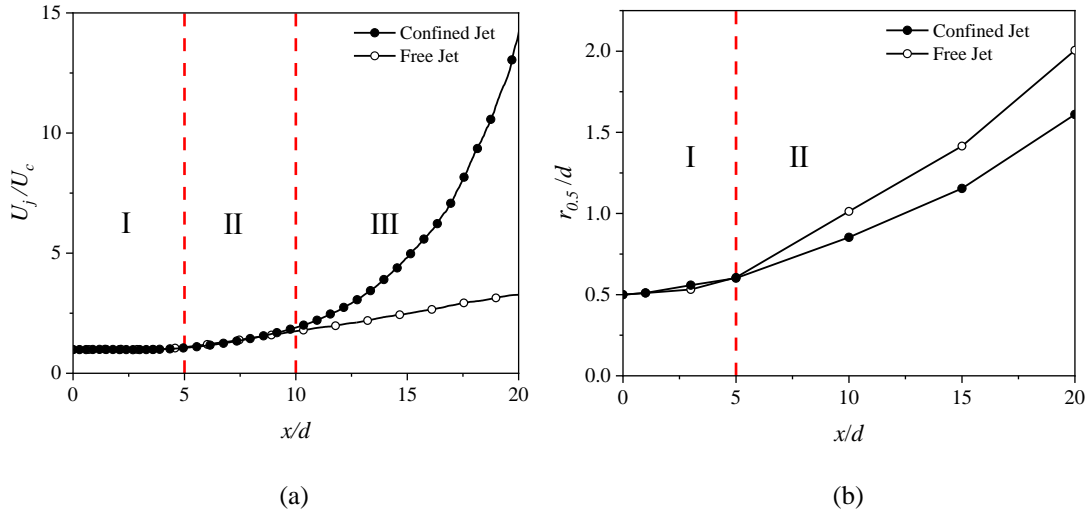 15
10
5
0
U_j/U_c
Confined Jet
Free Jet
I
II
III
0
5
10
15
20
x/d
(a)
2.0
1.5
1.0
0.5
0.0
r_{0.5}/d
Confined Jet
Free Jet
I
II
0
5
10
15
20
x/d
(b)